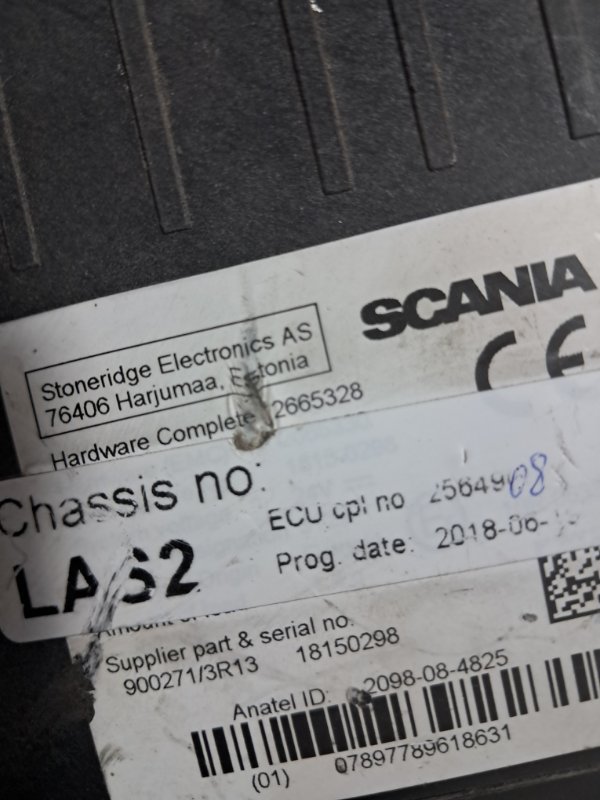 SCANIA
Stoneridge Electronics AS
76406 Harjumaa, Estonia
CE
Hardware Complete 2665328
Chassis no:
ECU cpl no 2564908
Prog. date: 2018-06-
Supplier part & serial no.
900271/3R13 18150298
Anatel ID: 2098-08-4825
(01) 07897789618631